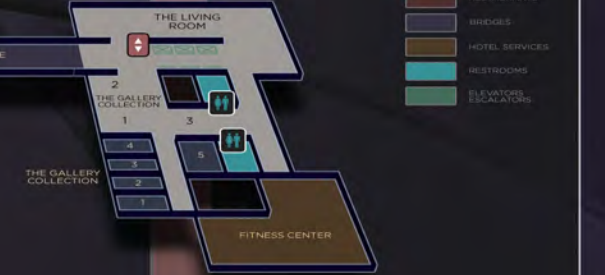 THE LIVING
ROOM
BRIDGES
E
HOTEL SERVICES
RESTROOMS
2
THE GALLERY
COLLECTION
ELEVATORS
ESCALATORS
1
3
4
5
3
THE GALLERY
COLLECTION
2
1
FITNESS CENTER